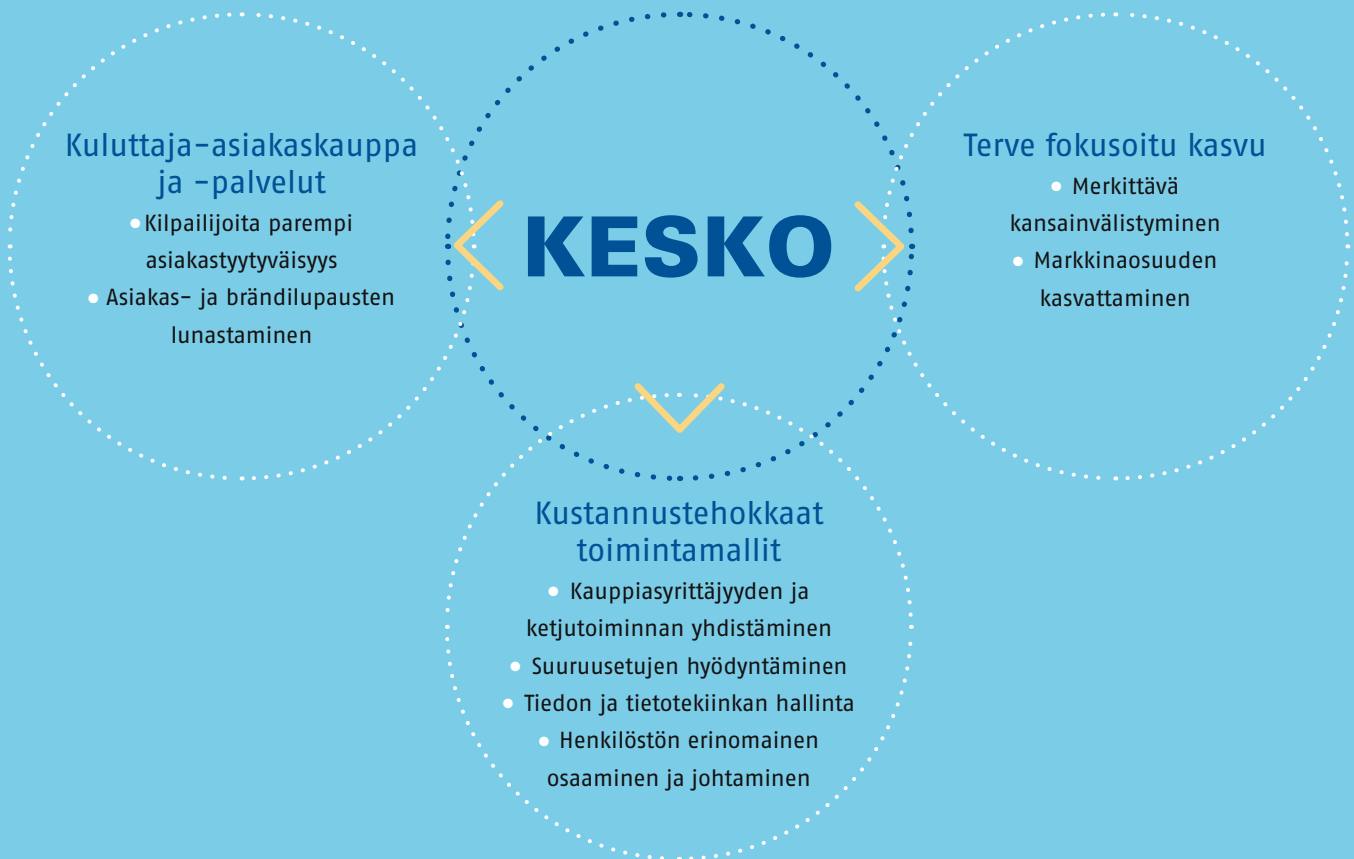 Kuluttaja-asiakaskauppa
ja -palvelut
• Kilpailijoita parempi
asiakastyytyväisyys
• Asiakas- ja brändilupausten
lunastaminen
KESKO
Terve fokusoitu kasvu
• Merkittävä
kansainvälistyminen
• Markkinaosuuden
kasvattaminen
Kustannustehokkaat
toimintamallit
• Kauppiasyrittäjyyden ja
ketjutoiminnan yhdistäminen
• Suuruusetujen hyödyntäminen
• Tiedon ja tietotekiinkan hallinta
• Henkilöstön erinomainen
osaaminen ja johtaminen